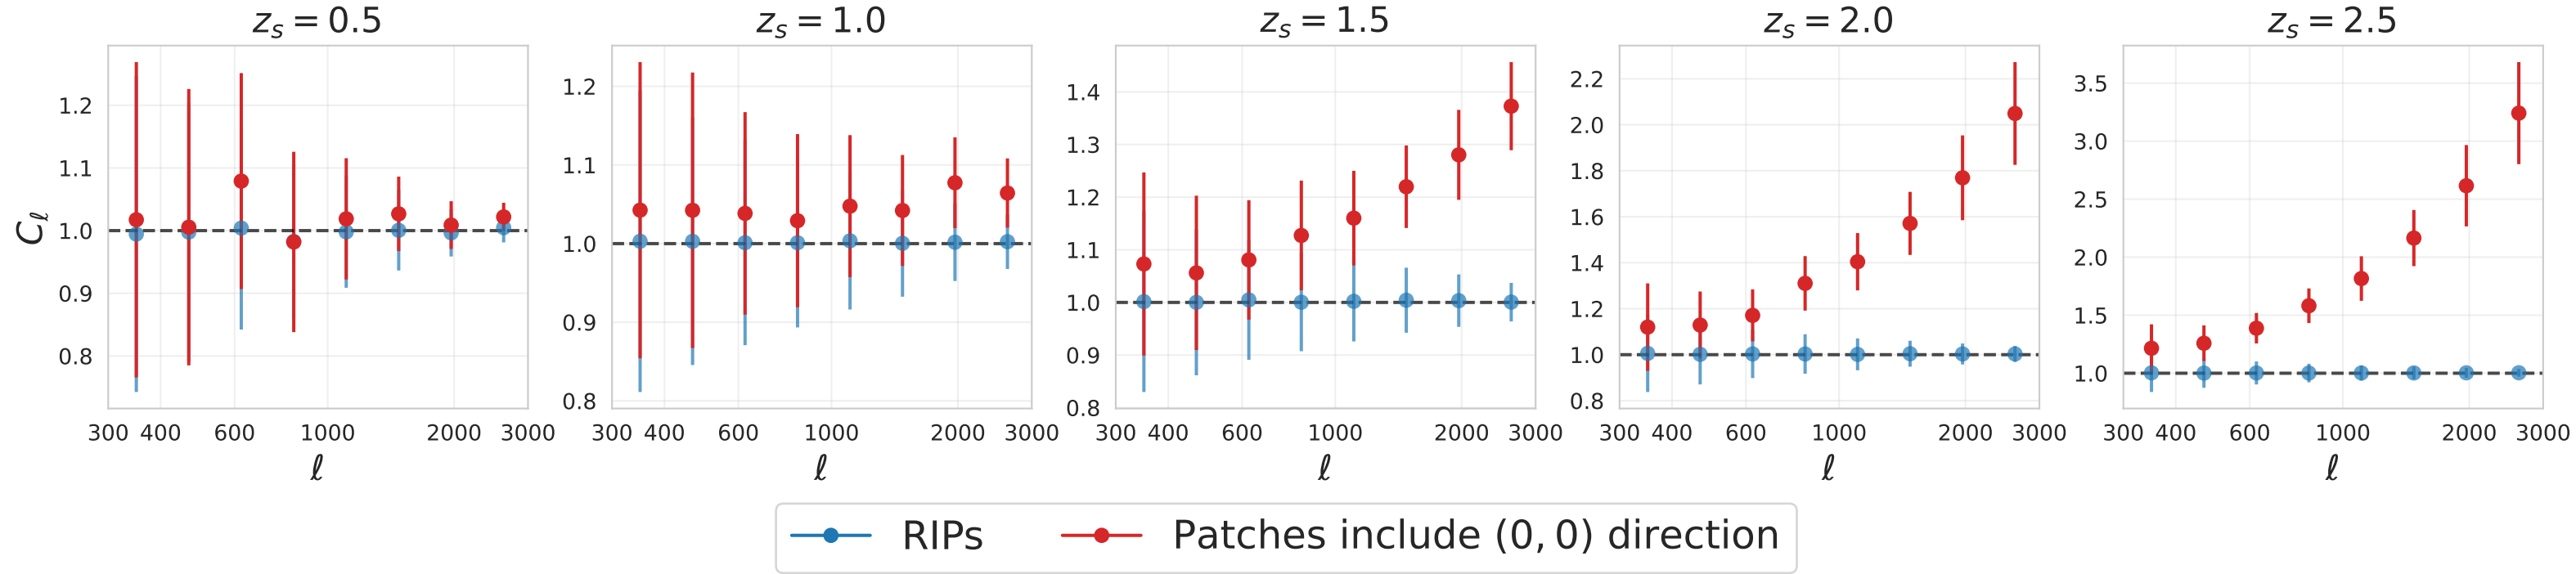 z_s = 0.5 z_s = 1.0 z_s = 1.5 z_s = 2.0 z_s = 2.5
C_ℓ
1.2 1.1 1.0 0.9 0.8
1.2 1.1 1.0 0.9 0.8
1.4 1.3 1.2 1.1 1.0 0.9 0.8
2.2 2.0 1.8 1.6 1.4 1.2 1.0 0.8
3.5 3.0 2.5 2.0 1.5 1.0
300 400 600 1000 2000 3000
300 400 600 1000 2000 3000
300 400 600 1000 2000 3000
300 400 600 1000 2000 3000
300 400 600 1000 2000 3000
ℓ ℓ ℓ ℓ ℓ
RIPs Patches include (0, 0) direction